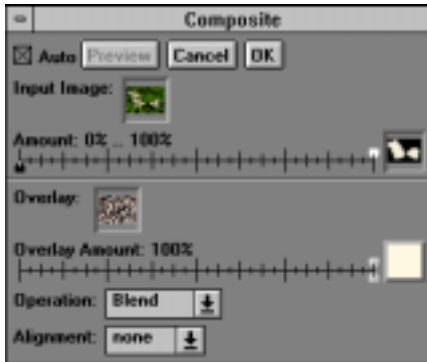 Composite
Auto Preview Cancel OK
Input Image:
Amount: 0% .. 100%
Overlay:
Overlay Amount: 100%
Operation: Blend
Alignment: none